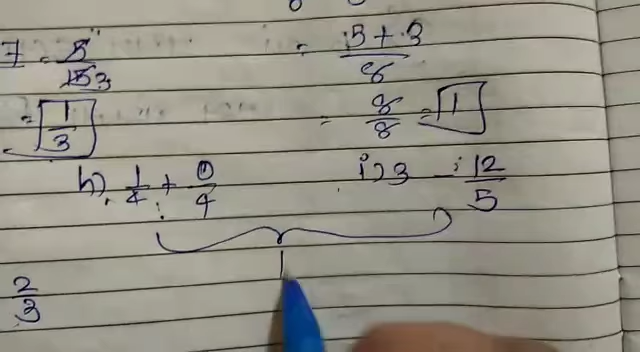 7 = 5/15 3
= 5 + 3 / 8
= 1/3
= 8/8 = 1
h) 1/4 + 0/4
i) 3 - 12/5
2/3